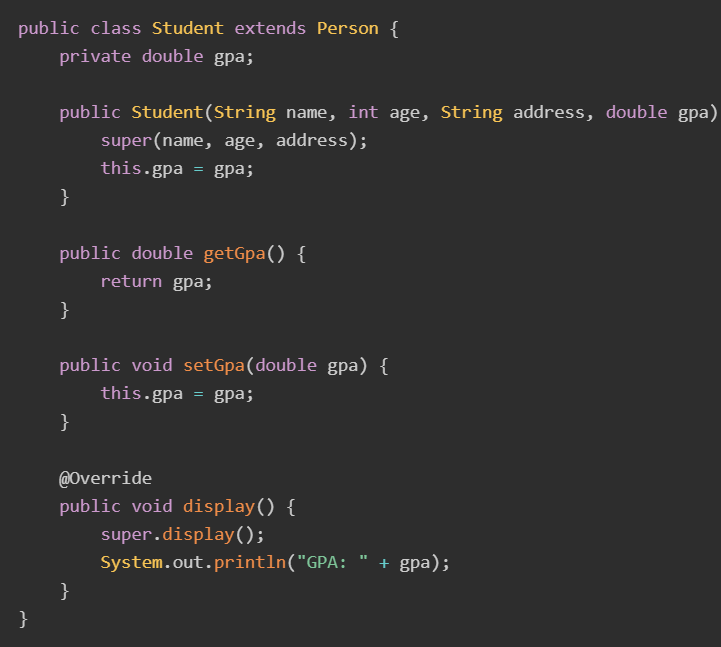 public class Student extends Person {
    private double gpa;

    public Student(String name, int age, String address, double gpa)
        super(name, age, address);
        this.gpa = gpa;
    }

    public double getGpa() {
        return gpa;
    }

    public void setGpa(double gpa) {
        this.gpa = gpa;
    }

    @Override
    public void display() {
        super.display();
        System.out.println("GPA: " + gpa);
    }
}